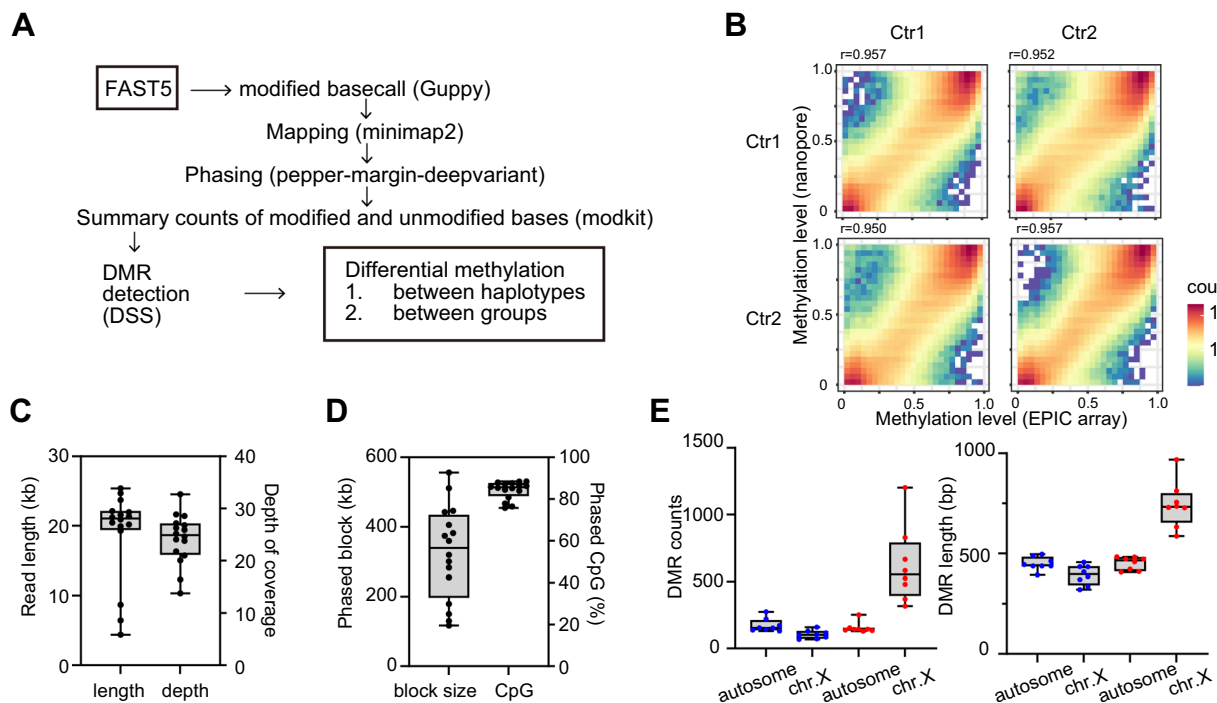 A
FAST5
modified basecall (Guppy)
Mapping (minimap2)
Phasing (pepper-margin-deepvariant)
Summary counts of modified and unmodified bases (modkit)
DMR
detection
(DSS)
Differential methylation
1. between haplotypes
2. between groups
B
Ctr1
Ctr2
r=0.957
r=0.952
Ctr1
Ctr2
r=0.950
r=0.957
1.0
0.5
0
1.0
0.5
0
Methylation level (nanopore)
0
0.5
1.0
0
0.5
1.0
Methylation level (EPIC array)
cou
1
1
C
Read length (kb)
30
20
10
0
40
30
20
10
0
Depth of coverage
length
depth
D
Phased block (kb)
600
400
200
0
100
80
60
40
20
0
Phased CpG (%)
block size
CpG
E
DMR counts
1500
1000
500
0
autosome
chr.X
autosome
chr.X
DMR length (bp)
1000
500
0
autosome
chr.X
autosome
chr.X